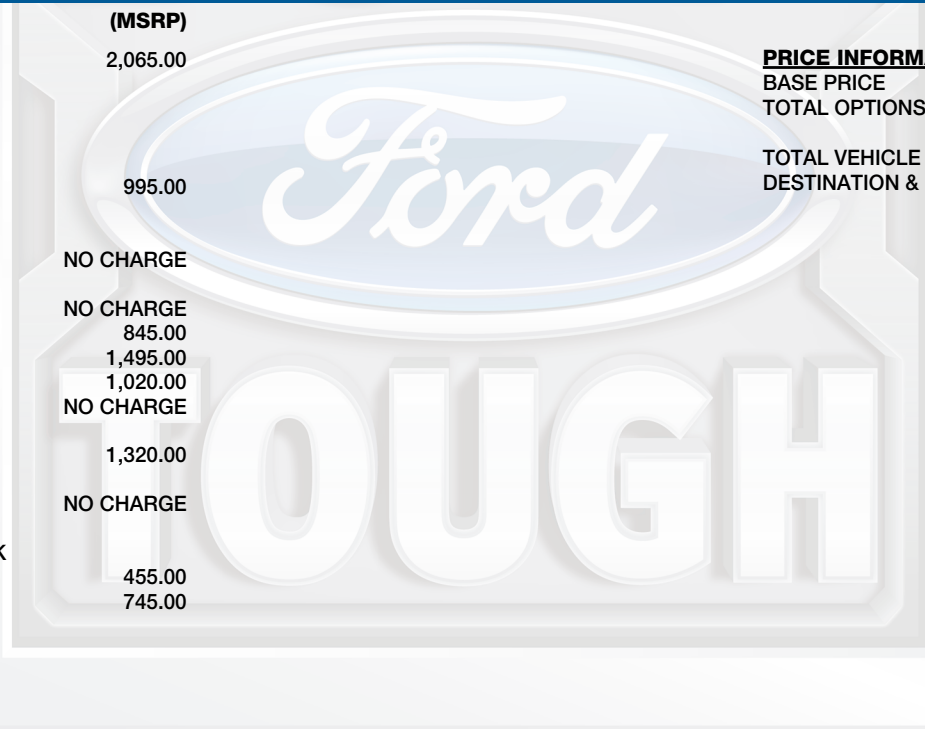 (MSRP)
2,065.00
995.00
NO CHARGE
NO CHARGE
845.00
1,495.00
1,020.00
NO CHARGE
1,320.00
NO CHARGE
K
455.00
745.00
PRICE INFORM
BASE PRICE
TOTAL OPTIONS
TOTAL VEHICLE
DESTINATION &
Ford
TOUGH